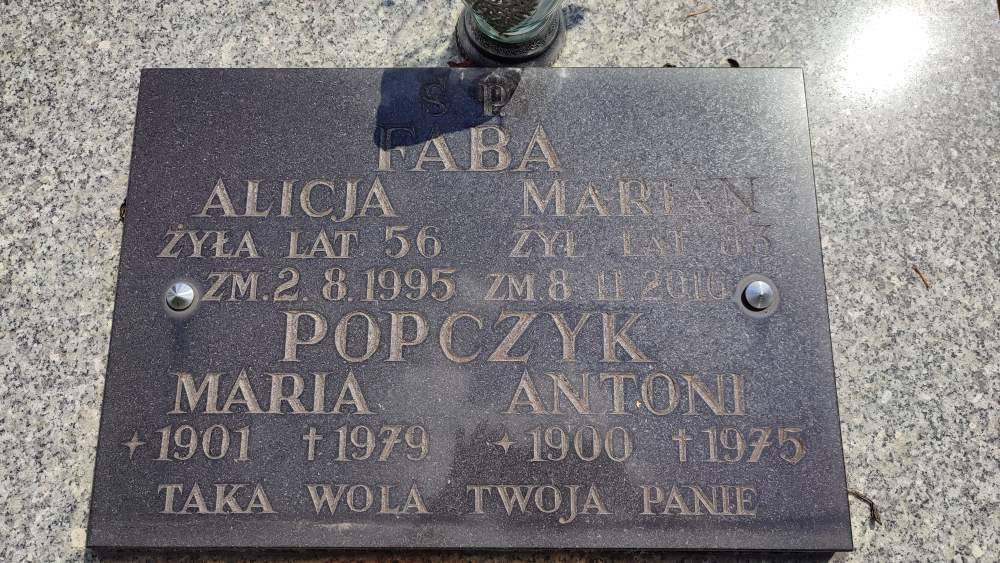 S P
FABA
ALICJA MARIAN
ŻYŁA LAT 56 ŻYŁ LAT 83
ZM. 2. 8. 1995 ZM. 8 11. 2016
POPCZYK
MARIA ANTONI
✦ 1901 † 1979 ✦ 1900 † 1975
TAKA WOLA TWOJA PANIE